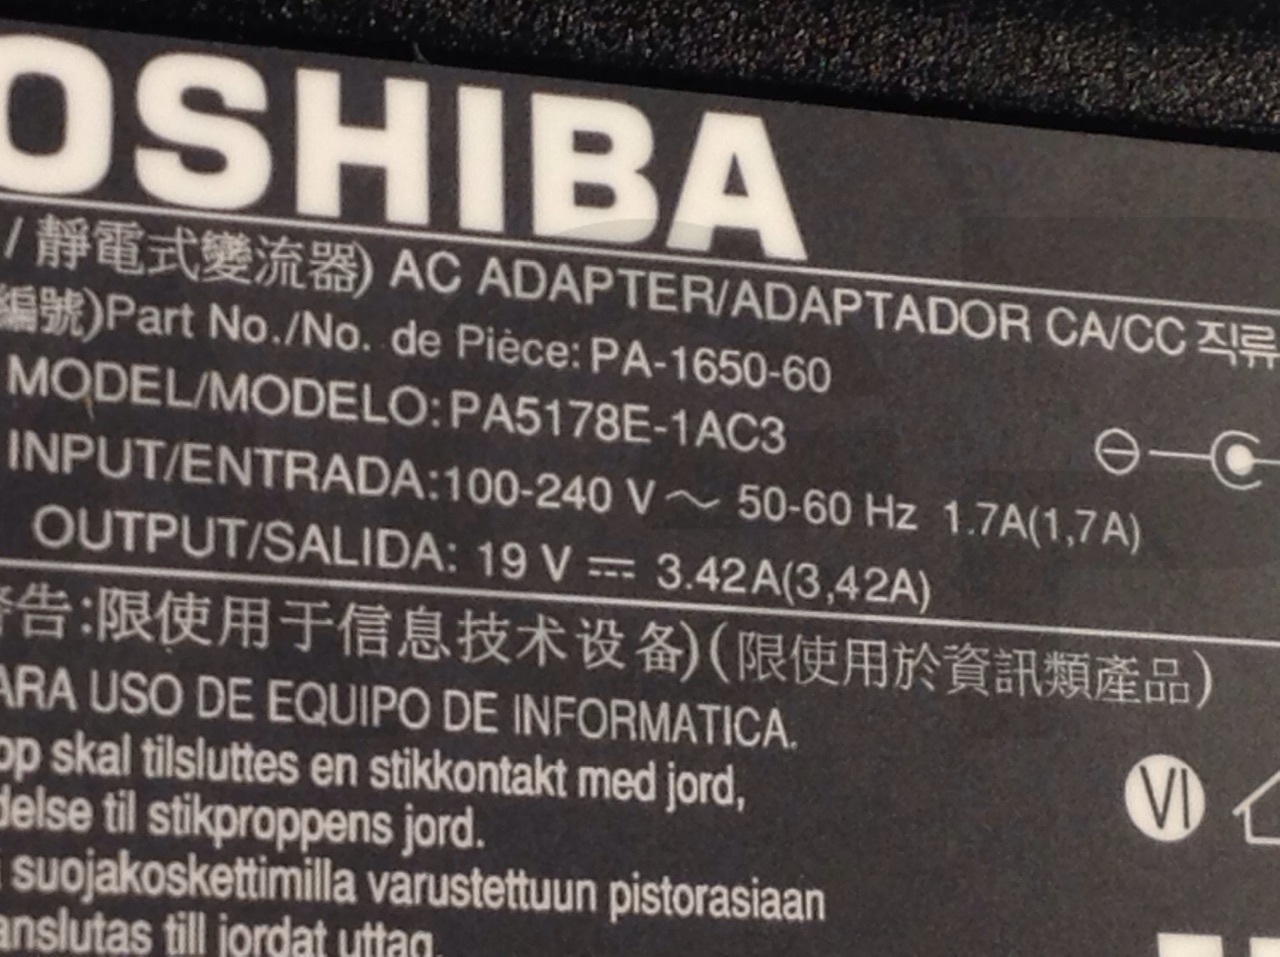 OSHIBA
/ 靜電式變流器) AC ADAPTER/ADAPTADOR CA/CC 직류
編號)Part No./No. de Pièce: PA-1650-60
MODEL/MODELO: PA5178E-1AC3
INPUT/ENTRADA:100-240 V ~ 50-60 Hz 1.7A(1,7A)
OUTPUT/SALIDA: 19 V ⎓ 3.42A(3,42A)
警告:限使用于信息技术设备)(限使用於資訊類產品)
ARA USO DE EQUIPO DE INFORMATICA.
op skal tilsluttes en stikkontakt med jord,
VI
delse til stikproppens jord.
suojakoskettimilla varustettuun pistorasiaan
anslutas till jordat uttag.